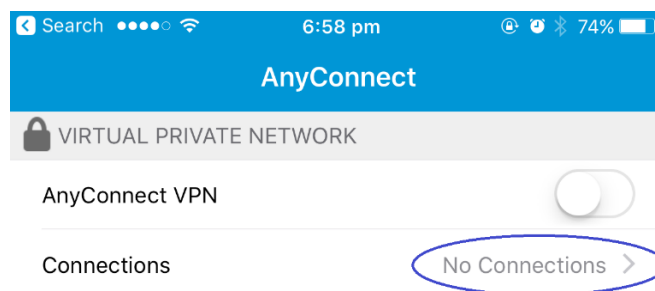 Search 6:58 pm 74%
AnyConnect
VIRTUAL PRIVATE NETWORK
AnyConnect VPN
Connections No Connections